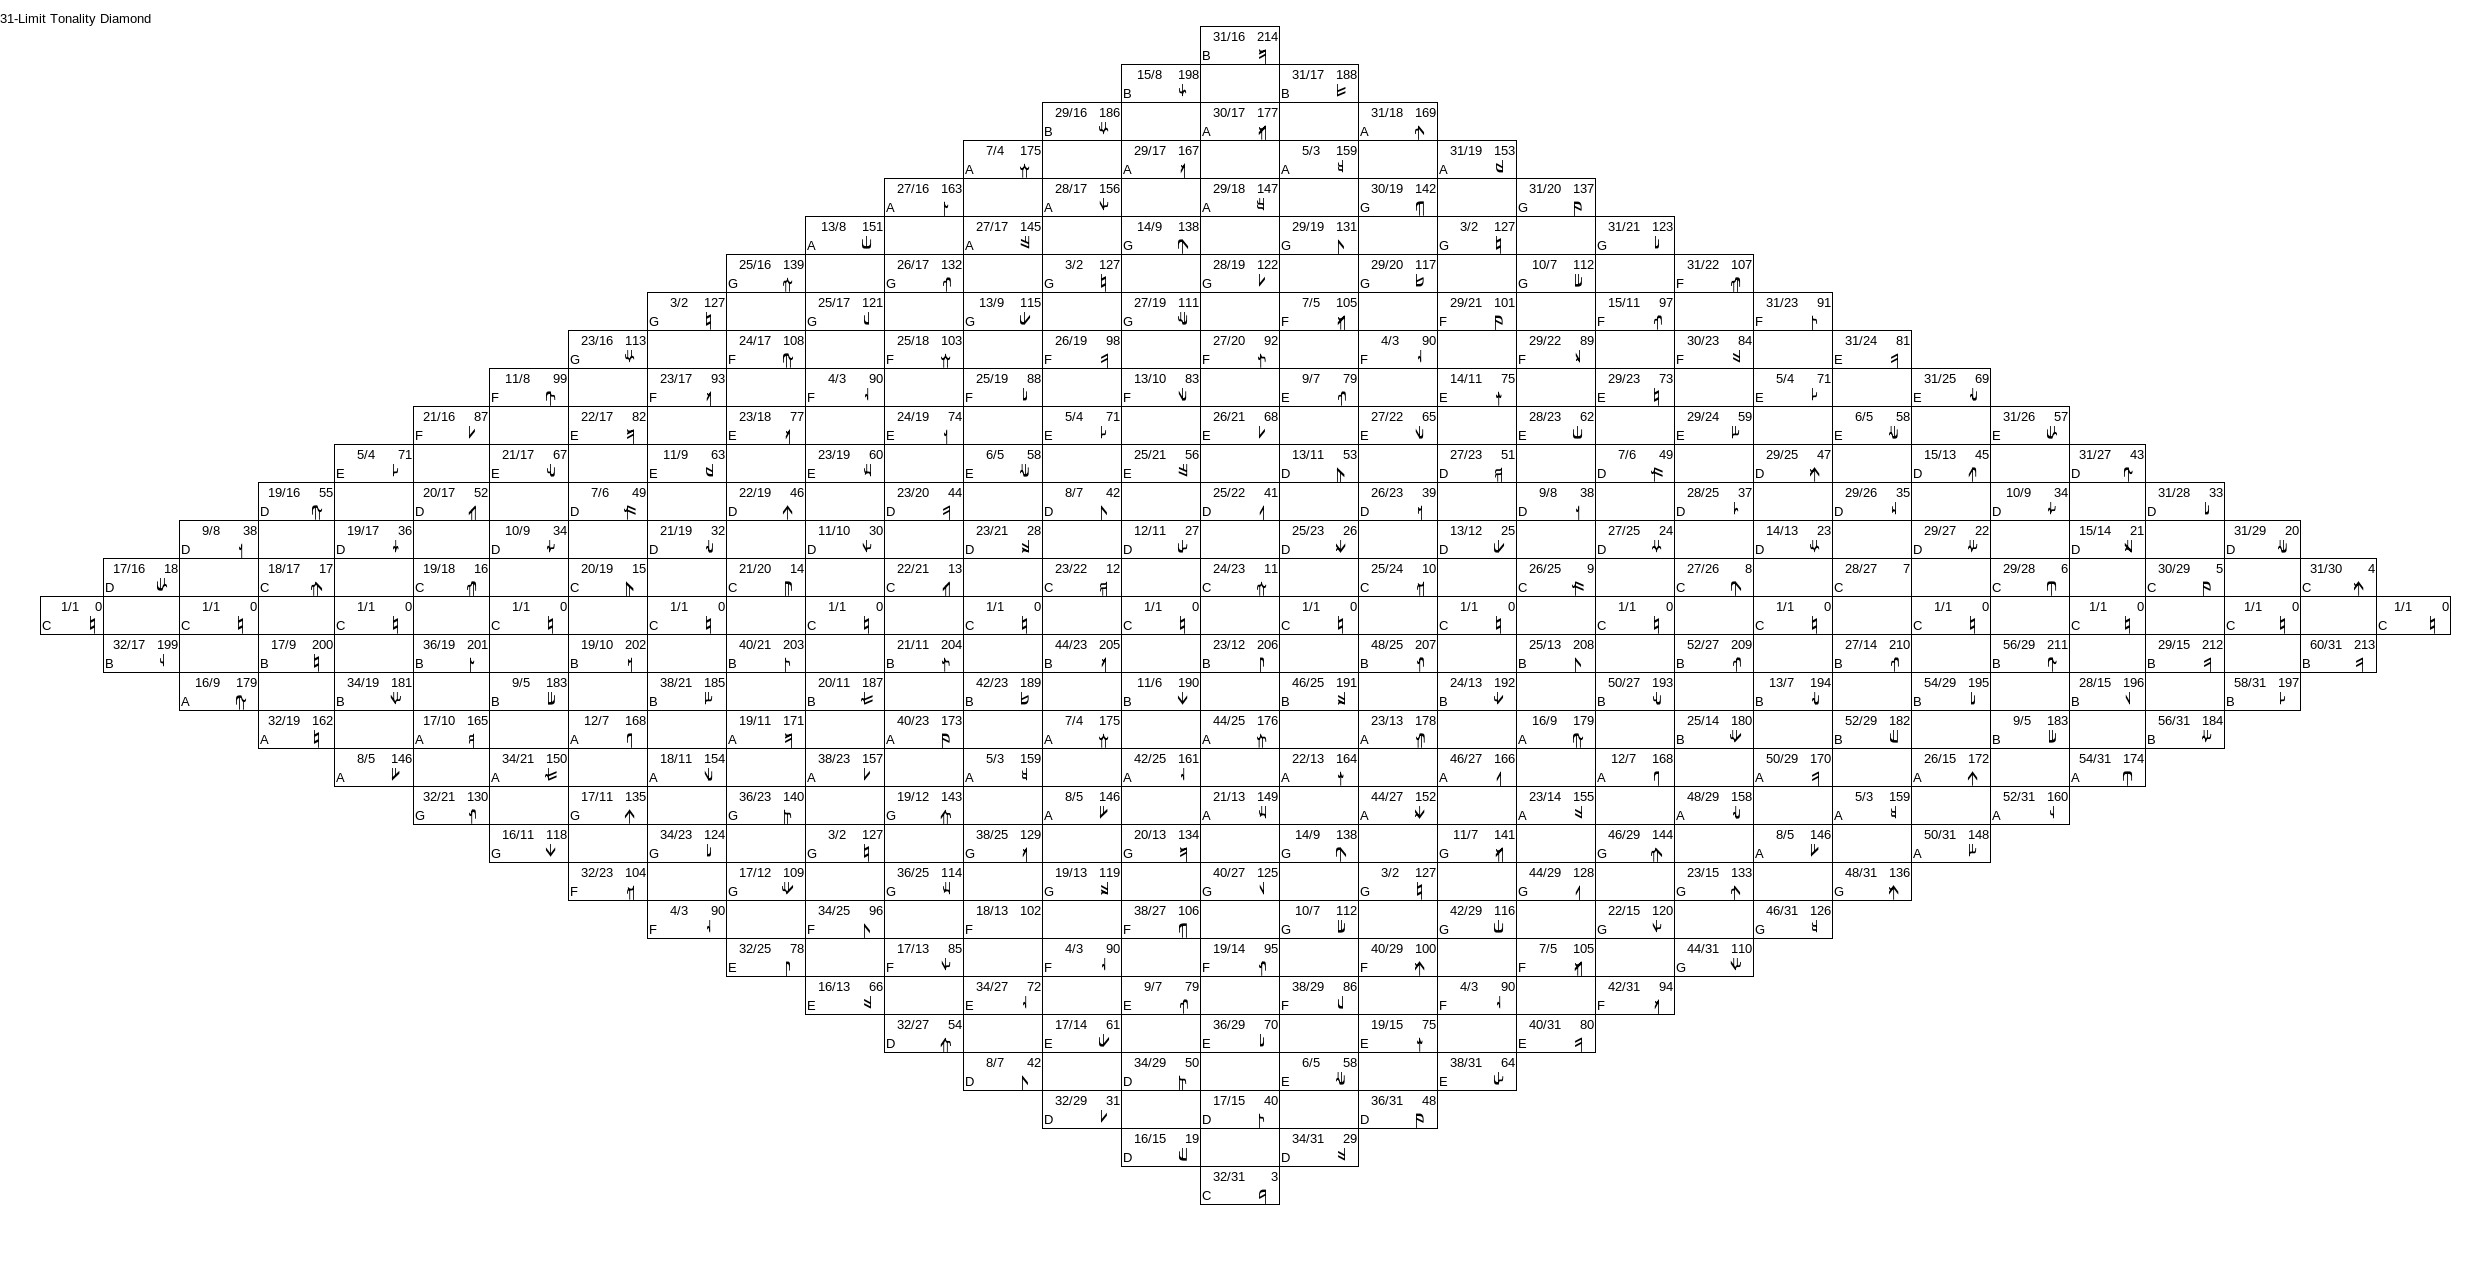 31-Limit Tonality Diamond
31/16 214
B
15/8 198 31/17 188
B B
29/16 186 30/17 177 31/18 169
B A A
7/4 175 29/17 167 5/3 159 31/19 153
A A A A
27/16 163 28/17 156 29/18 147 30/19 142 31/20 137
A A A G G
13/8 151 27/17 145 14/9 138 29/19 131 3/2 127 31/21 123
A A G G G G
25/16 139 26/17 132 3/2 127 28/19 122 29/20 117 10/7 112 31/22 107
G G G G G G F
3/2 127 25/17 121 13/9 115 27/19 111 7/5 105 29/21 101 15/11 97 31/23 91
G G G G F F F F
23/16 113 24/17 108 25/18 103 26/19 98 27/20 92 4/3 90 29/22 89 30/23 84 31/24 81
G F F F F F F F E
11/8 99 23/17 93 4/3 90 25/19 88 13/10 83 9/7 79 14/11 75 29/23 73 5/4 71 31/25 69
F F F F F E E E E E
21/16 87 22/17 82 23/18 77 24/19 74 5/4 71 26/21 68 27/22 65 28/23 62 29/24 59 6/5 58 31/26 57
F E E E E E E E E E E
5/4 71 21/17 67 11/9 63 23/19 60 6/5 58 25/21 56 13/11 53 27/23 51 7/6 49 29/25 47 15/13 45 31/27 43
E E E E E E D D D D D D
19/16 55 20/17 52 7/6 49 22/19 46 23/20 44 8/7 42 25/22 41 26/23 39 9/8 38 28/25 37 29/26 35 10/9 34 31/28 33
D D D D D D D D D D D D D
9/8 38 19/17 36 10/9 34 21/19 32 11/10 30 23/21 28 12/11 27 25/23 26 13/12 25 27/25 24 14/13 23 29/27 22 15/14 21 31/29 20
D D D D D D D D D D D D D D
17/16 18 18/17 17 19/18 16 20/19 15 21/20 14 22/21 13 23/22 12 24/23 11 25/24 10 26/25 9 27/26 8 28/27 7 29/28 6 30/29 5 31/30 4
D C C C C C C C C C C C C C C
1/1 0 1/1 0 1/1 0 1/1 0 1/1 0 1/1 0 1/1 0 1/1 0 1/1 0 1/1 0 1/1 0 1/1 0 1/1 0 1/1 0 1/1 0 1/1 0
C C C C C C C C C C C C C C C C
32/17 199 17/9 200 36/19 201 19/10 202 40/21 203 21/11 204 44/23 205 23/12 206 48/25 207 25/13 208 52/27 209 27/14 210 56/29 211 29/15 212 60/31 213
B B B B B B B B B B B B B B B
16/9 179 34/19 181 9/5 183 38/21 185 20/11 187 42/23 189 11/6 190 46/25 191 24/13 192 50/27 193 13/7 194 54/29 195 28/15 196 58/31 197
A B B B B B B B B B B B B B
32/19 162 17/10 165 12/7 168 19/11 171 40/23 173 7/4 175 44/25 176 23/13 178 16/9 179 25/14 180 52/29 182 9/5 183 56/31 184
A A A A A A A A A B B B B
8/5 146 34/21 150 18/11 154 38/23 157 5/3 159 42/25 161 22/13 164 46/27 166 12/7 168 50/29 170 26/15 172 54/31 174
A A A A A A A A A A A A
32/21 130 17/11 135 36/23 140 19/12 143 8/5 146 21/13 149 44/27 152 23/14 155 48/29 158 5/3 159 52/31 160
G G G G A A A A A A A
16/11 118 34/23 124 3/2 127 38/25 129 20/13 134 14/9 138 11/7 141 46/29 144 8/5 146 50/31 148
G G G G G G G G A A
32/23 104 17/12 109 36/25 114 19/13 119 40/27 125 3/2 127 44/29 128 23/15 133 48/31 136
F G G G G G G G G
4/3 90 34/25 96 18/13 102 38/27 106 10/7 112 42/29 116 22/15 120 46/31 126
F F F F G G G G
32/25 78 17/13 85 4/3 90 19/14 95 40/29 100 7/5 105 44/31 110
E F F F F F G
16/13 66 34/27 72 9/7 79 38/29 86 4/3 90 42/31 94
E E E F F F
32/27 54 17/14 61 36/29 70 19/15 75 40/31 80
D E E E E
8/7 42 34/29 50 6/5 58 38/31 64
D D E E
32/29 31 17/15 40 36/31 48
D D D
16/15 19 34/31 29
D D
32/31 3
C